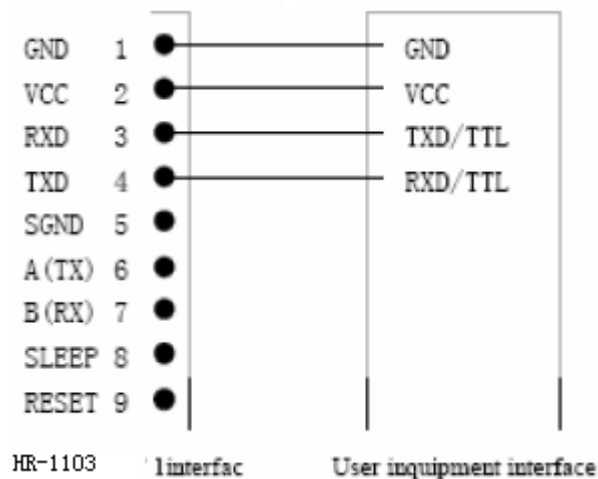 GND 1 GND
VCC 2 VCC
RXD 3 TXD/TTL
TXD 4 RXD/TTL
SGND 5
A(TX) 6
B(RX) 7
SLEEP 8
RESET 9
HR-1103 1interfac User inquipment interface